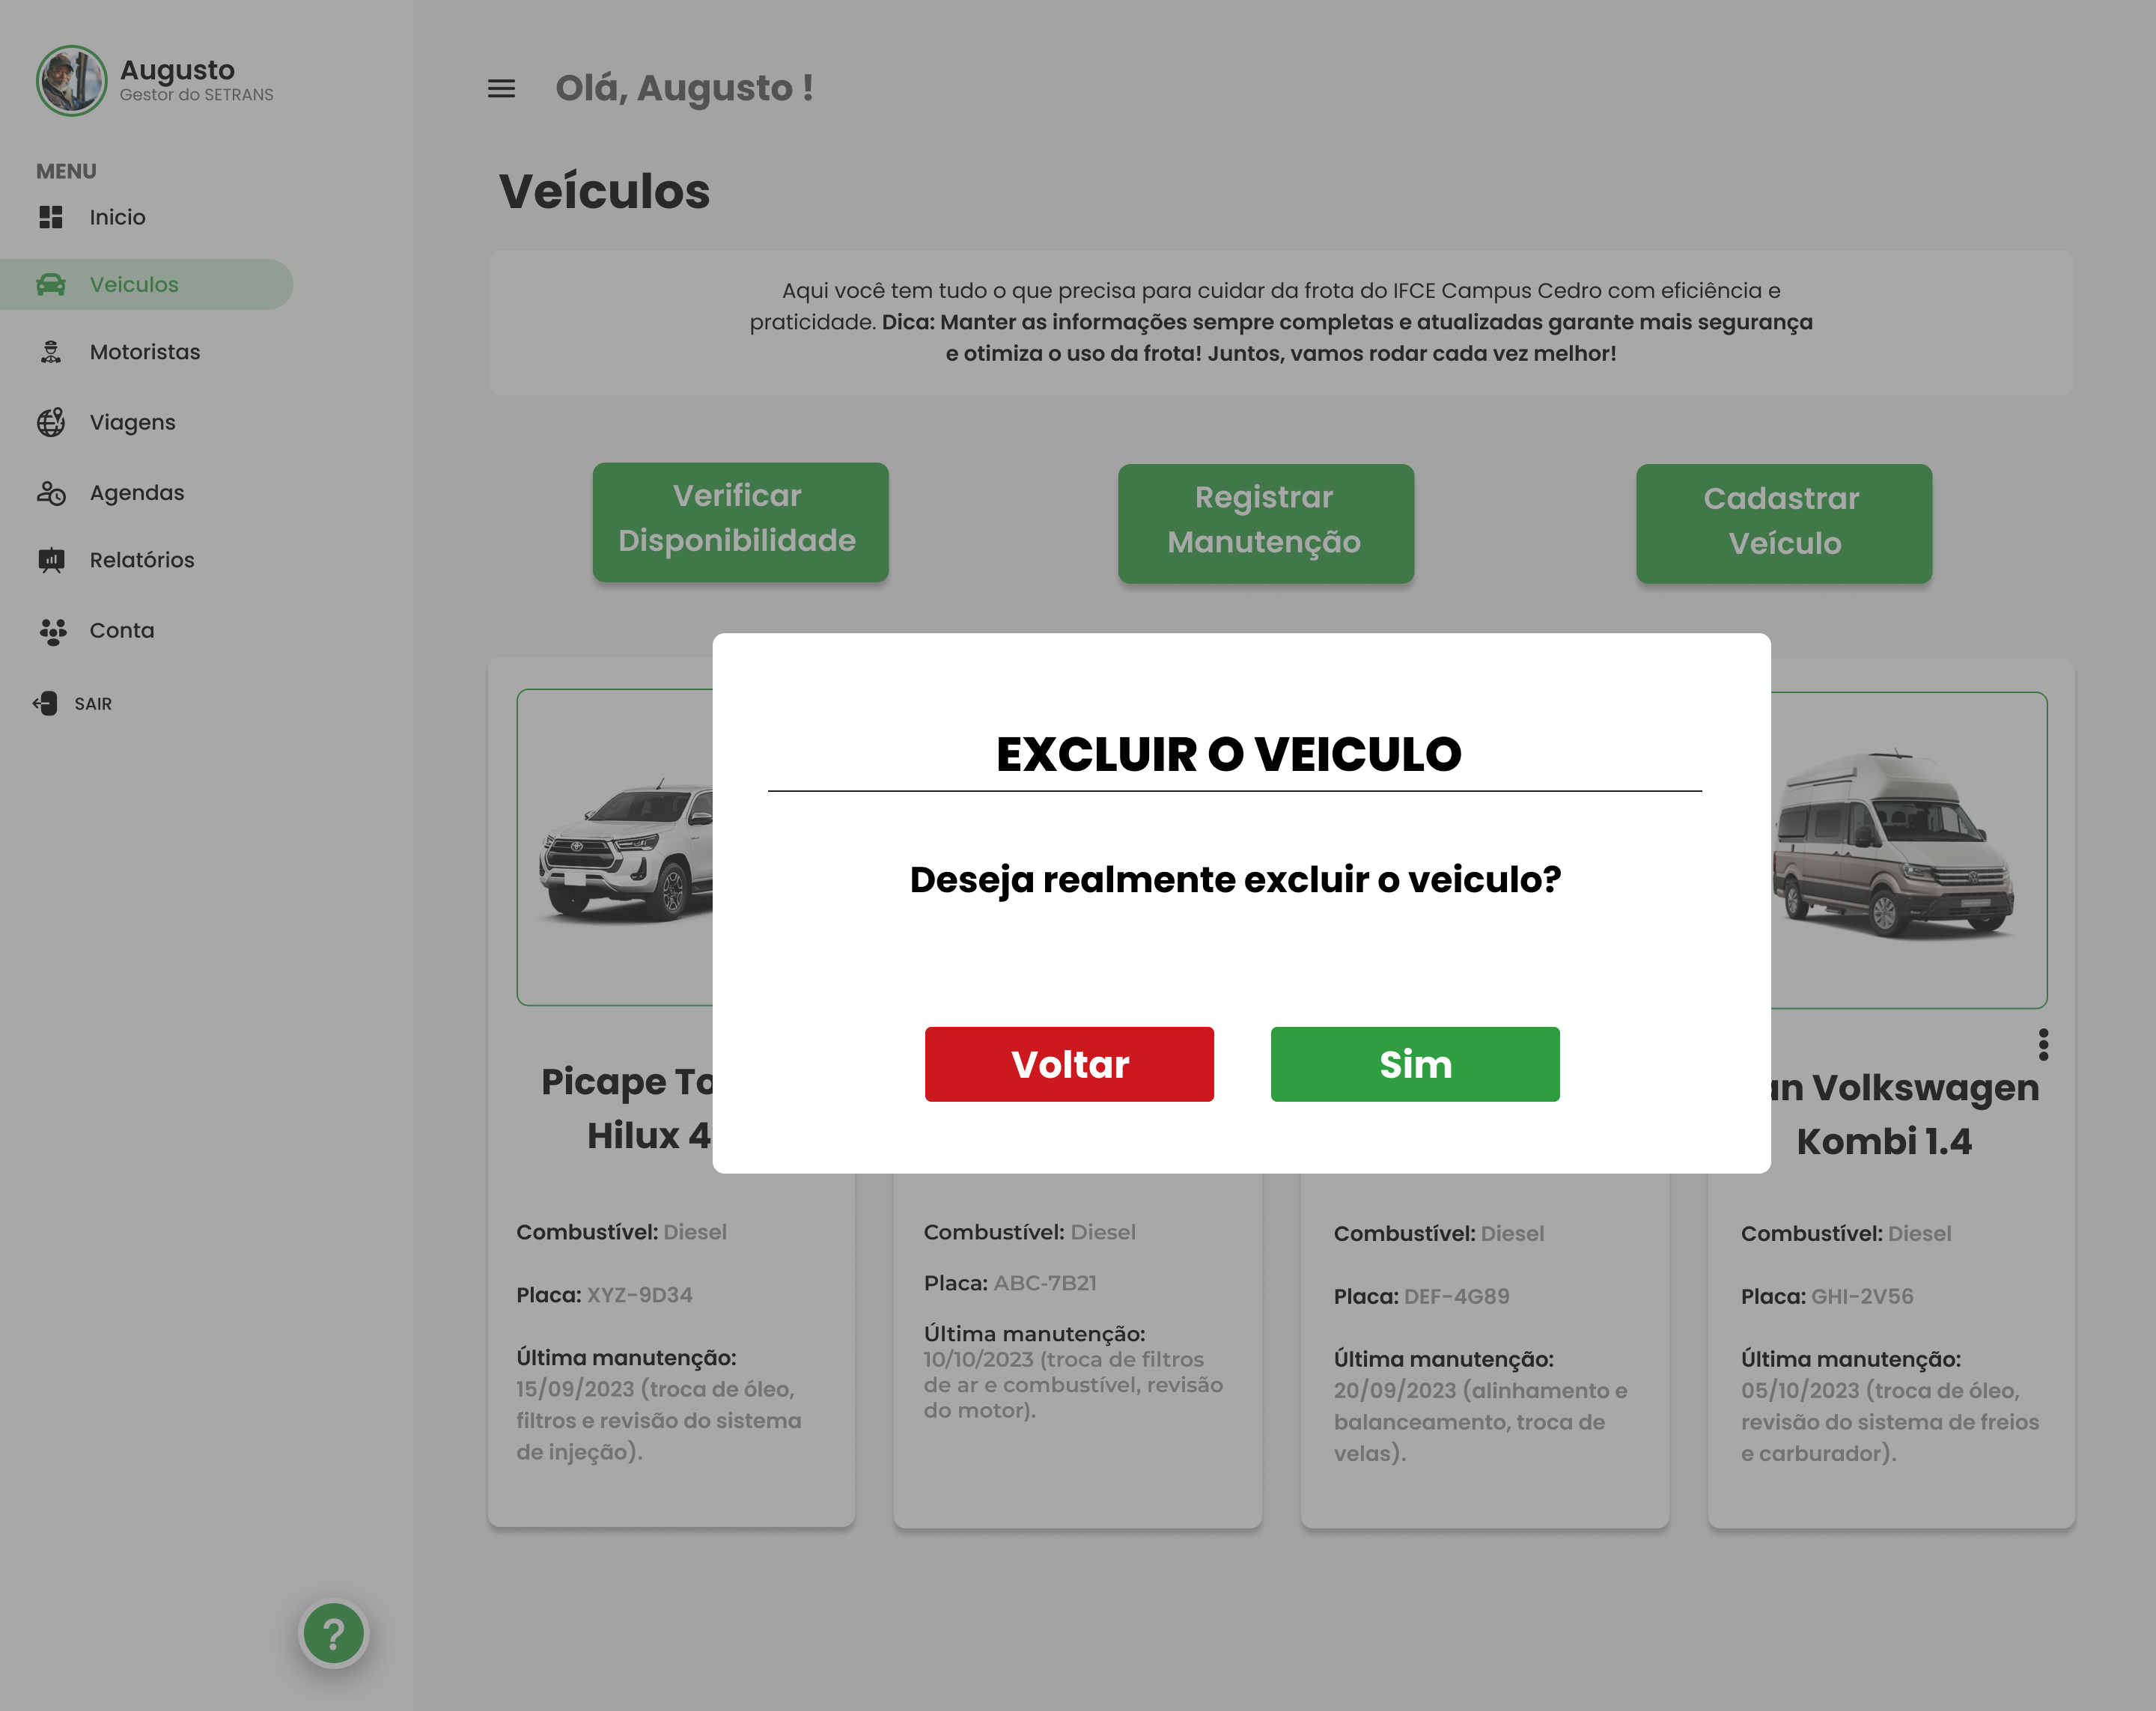 Augusto
Gestor do SETRANS
MENU
Inicio
Veiculos
Motoristas
Viagens
Agendas
Relatórios
Conta
SAIR
?
Olá, Augusto !
Veículos
Aqui você tem tudo o que precisa para cuidar da frota do IFCE Campus Cedro com eficiência e
praticidade. Dica: Manter as informações sempre completas e atualizadas garante mais segurança
e otimiza o uso da frota! Juntos, vamos rodar cada vez melhor!
Verificar
Disponibilidade
Registrar
Manutenção
Cadastrar
Veículo
EXCLUIR O VEICULO
Deseja realmente excluir o veiculo?
Voltar
Sim
Picape
Hilux 4
Combustível: Diesel
Placa: XYZ-9D34
Última manutenção:
15/09/2023 (troca de óleo,
filtros e revisão do sistema
de injeção).
Combustível: Diesel
Placa: ABC-7B21
Última manutenção:
10/10/2023 (troca de filtros
de ar e combustível, revisão
do motor).
Combustível: Diesel
Placa: DEF-4G89
Última manutenção:
20/09/2023 (alinhamento e
balanceamento, troca de
velas).
Volkswagen
Kombi 1.4
Combustível: Diesel
Placa: GHI-2V56
Última manutenção:
05/10/2023 (troca de óleo,
revisão do sistema de freios
e carburador).